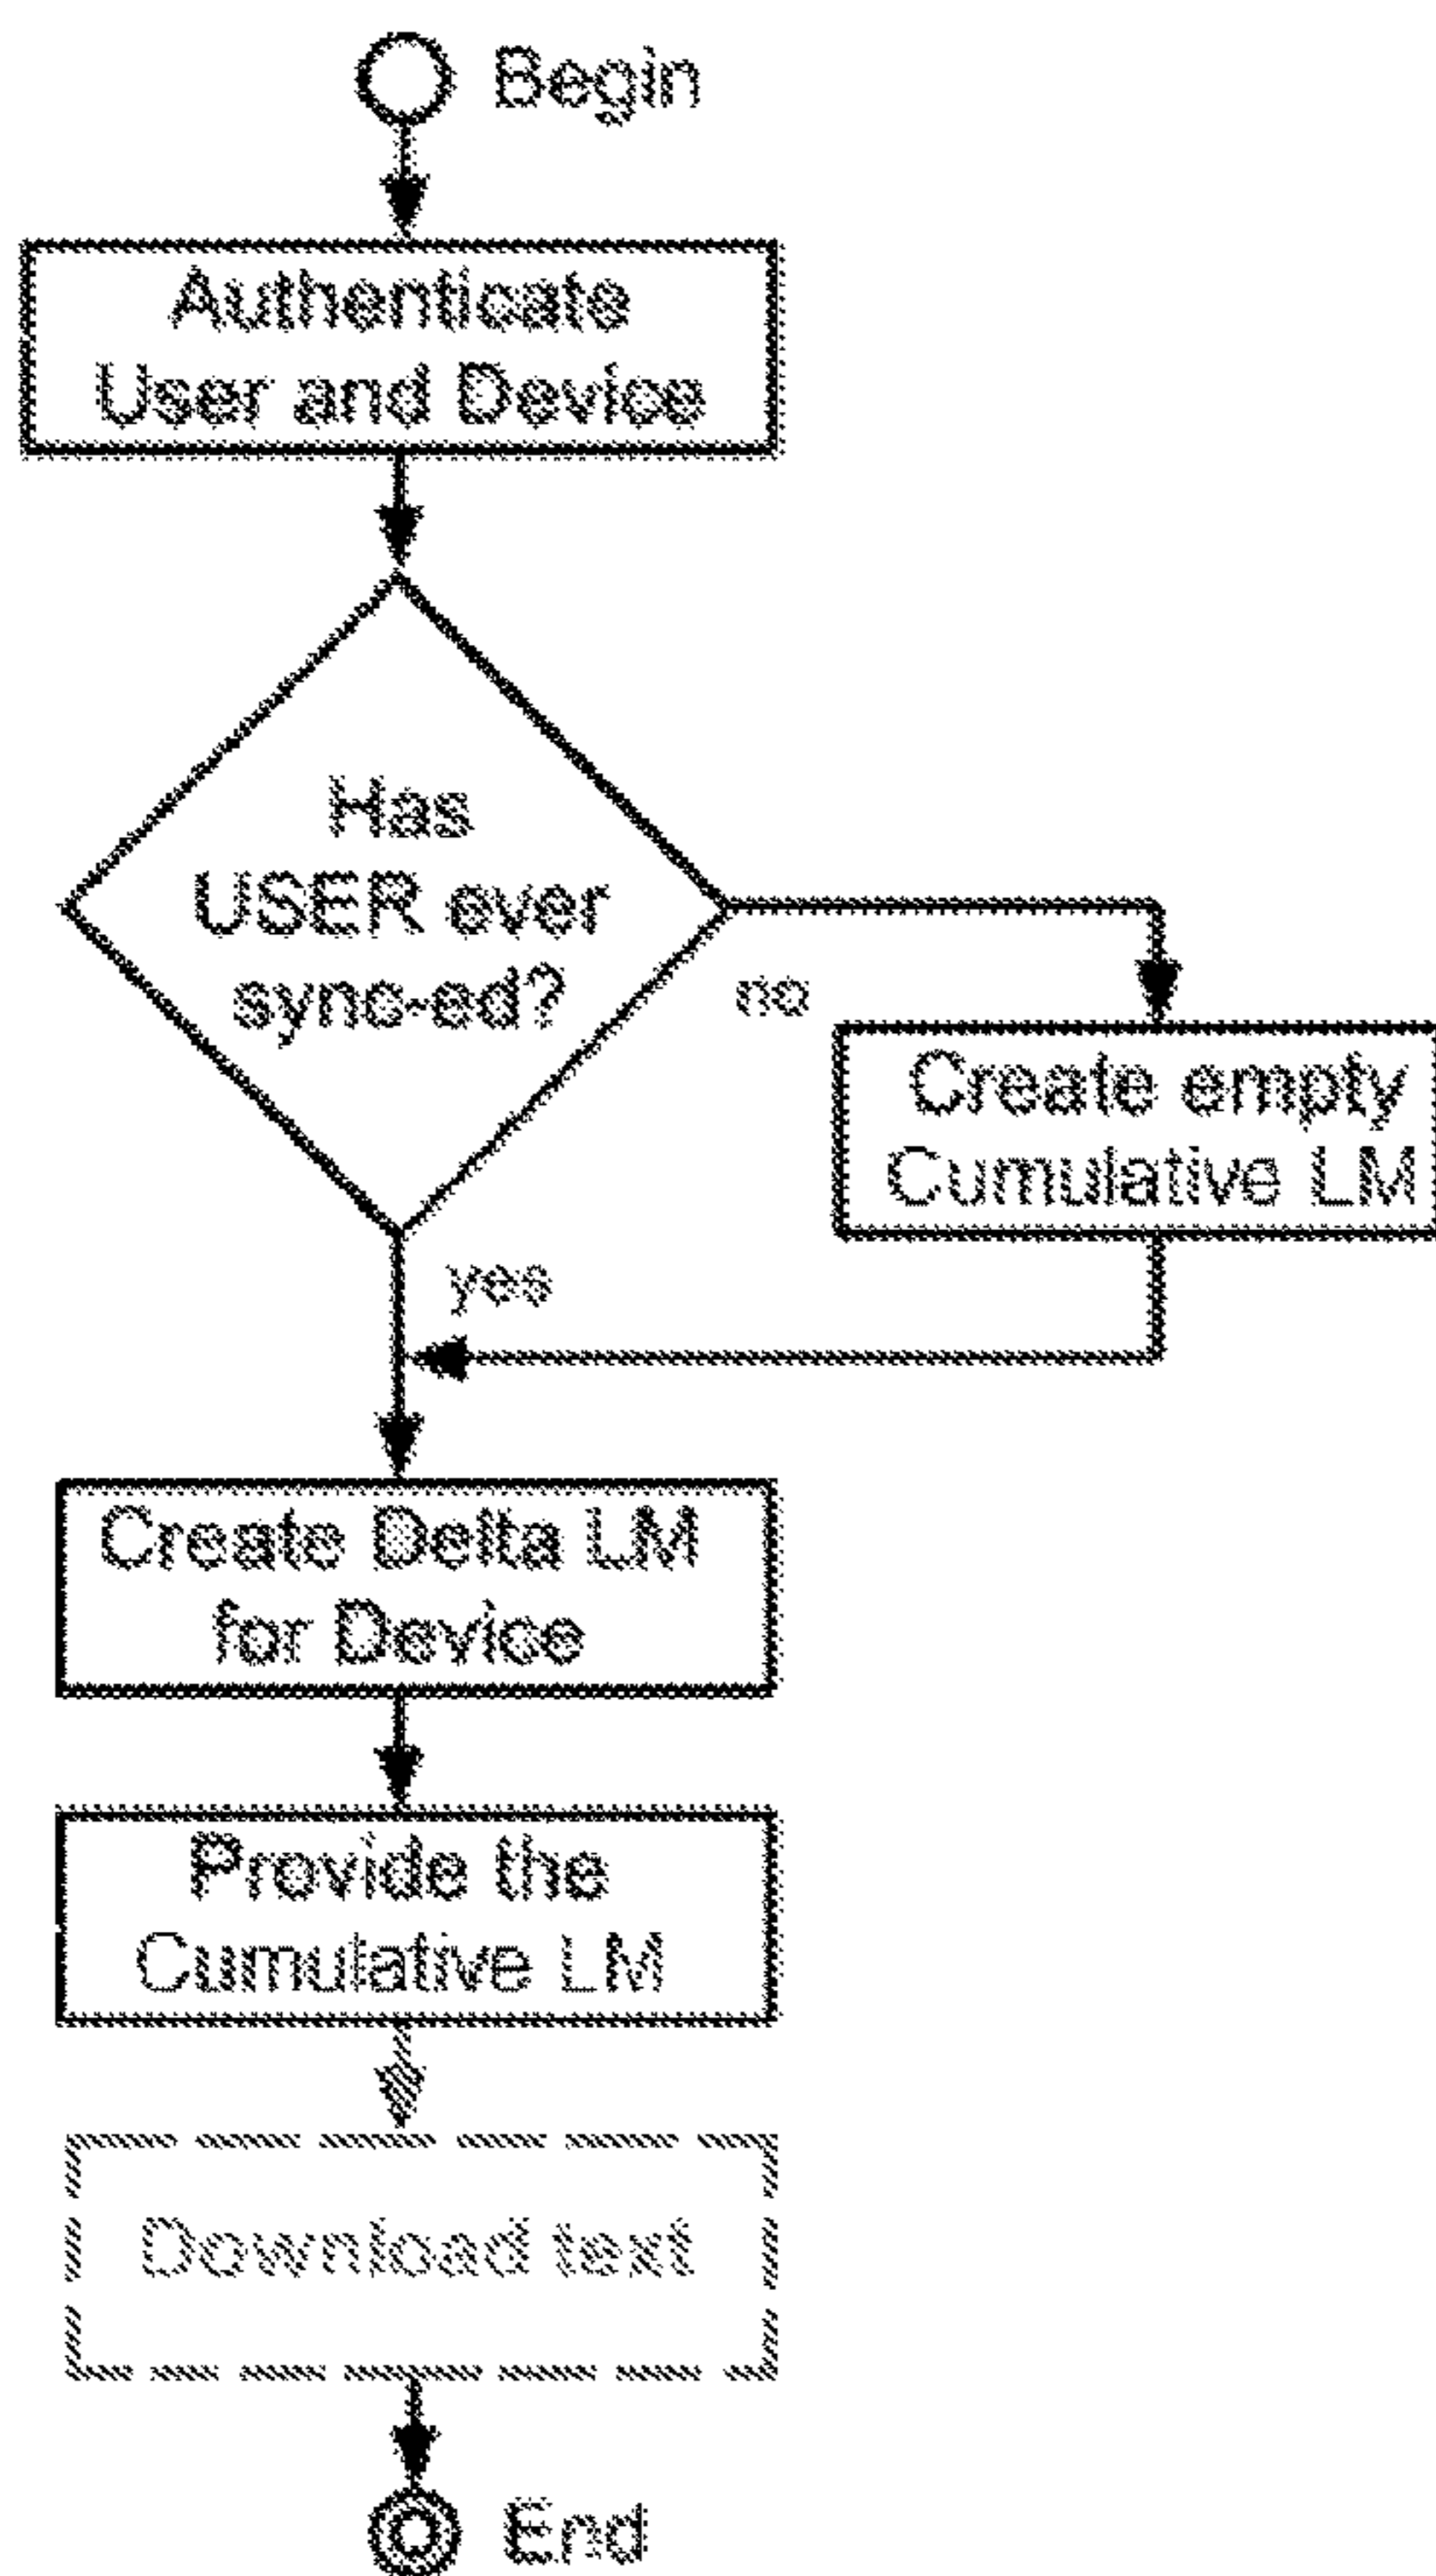 Begin
Authenticate
User and Device
Has
USER ever
sync-ed?
no
Create empty
Cumulative LM
yes
Create Delta LM
for Device
Provide the
Cumulative LM
Download text
End